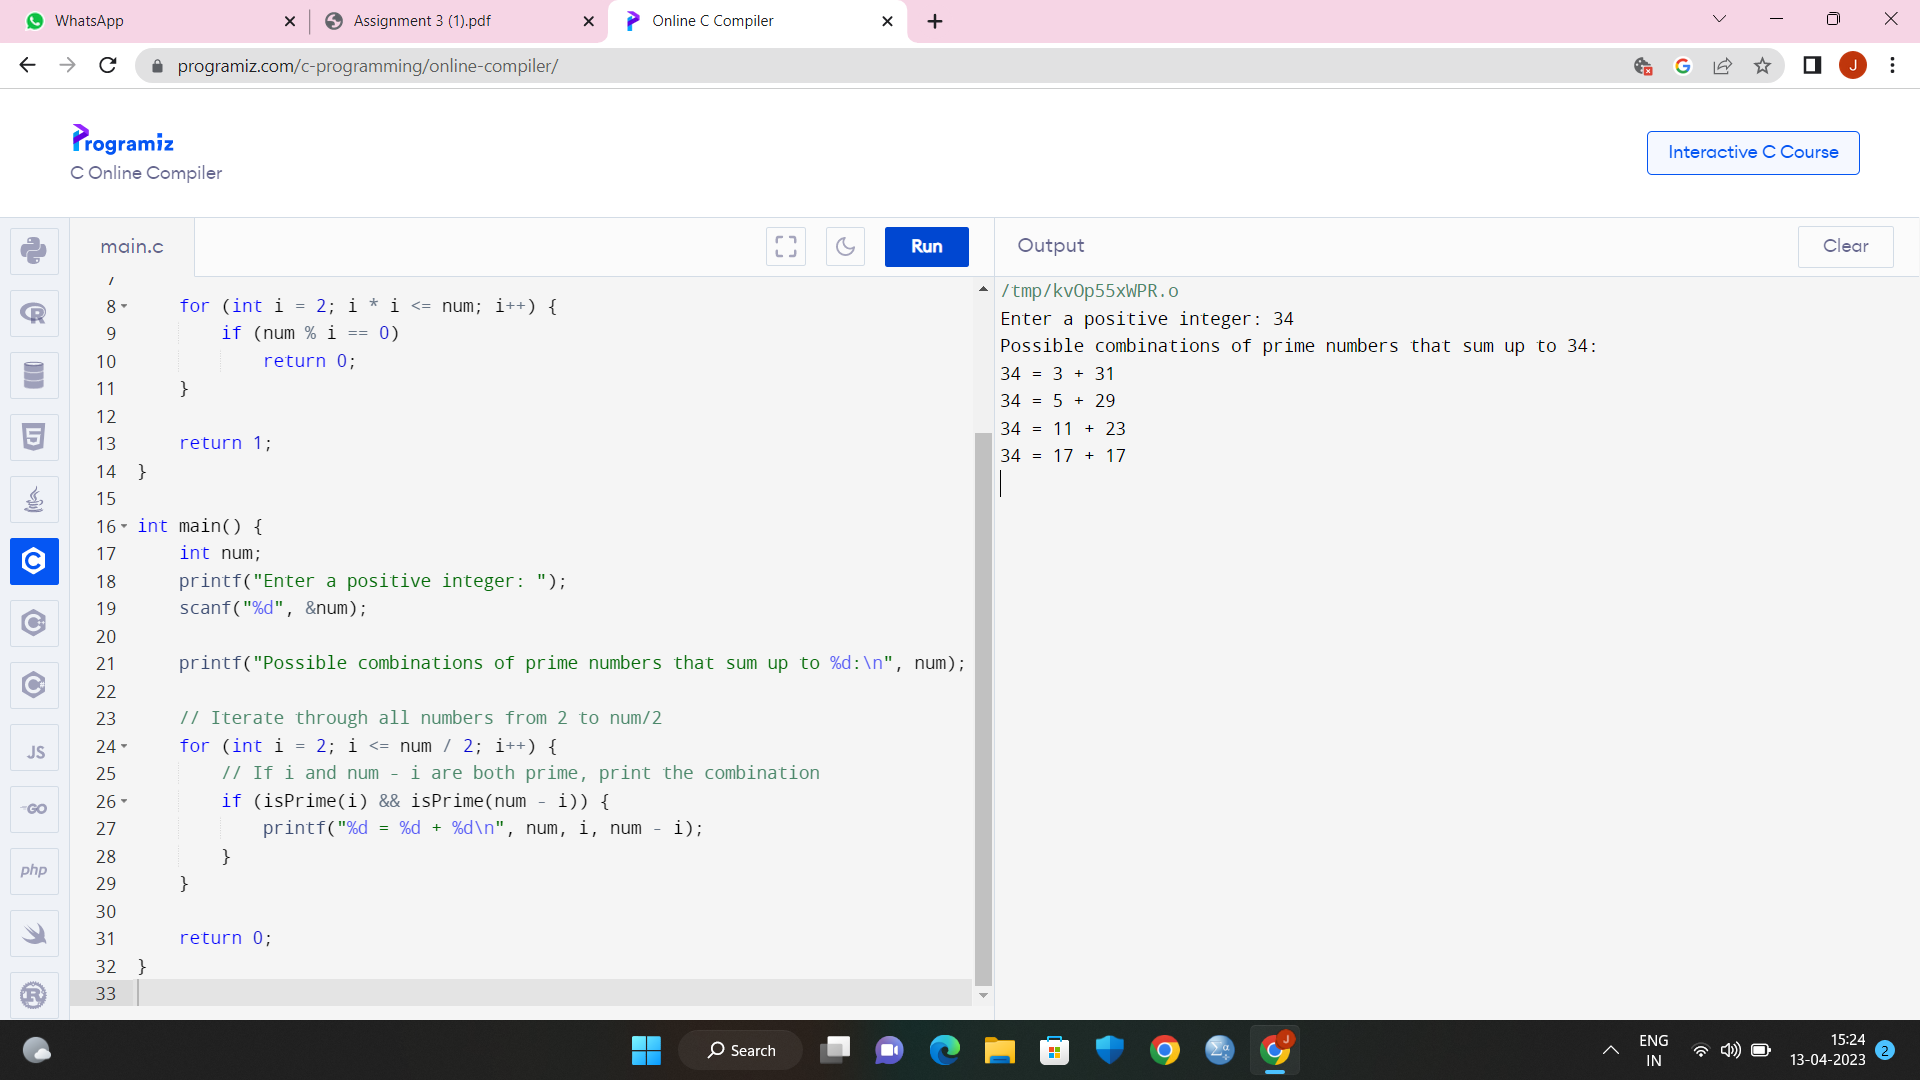 WhatsApp
Assignment 3 (1).pdf
Online C Compiler
programiz.com/c-programming/online-compiler/
J
Programiz
C Online Compiler
Interactive C Course
main.c
Run
Output
Clear
7
8 for (int i = 2; i * i <= num; i++) {
9 if (num % i == 0)
10 return 0;
11 }
12
13 return 1;
14 }
15
16 int main() {
17 int num;
18 printf("Enter a positive integer: ");
19 scanf("%d", &num);
20
21 printf("Possible combinations of prime numbers that sum up to %d:\n", num);
22
23 // Iterate through all numbers from 2 to num/2
24 for (int i = 2; i <= num / 2; i++) {
25 // If i and num - i are both prime, print the combination
26 if (isPrime(i) && isPrime(num - i)) {
27 printf("%d = %d + %d\n", num, i, num - i);
28 }
29 }
30
31 return 0;
32 }
33
/tmp/kvOp55xWPR.o
Enter a positive integer: 34
Possible combinations of prime numbers that sum up to 34:
34 = 3 + 31
34 = 5 + 29
34 = 11 + 23
34 = 17 + 17
JS
GO
php
Search
J
ENG
IN
15:24
13-04-2023
2